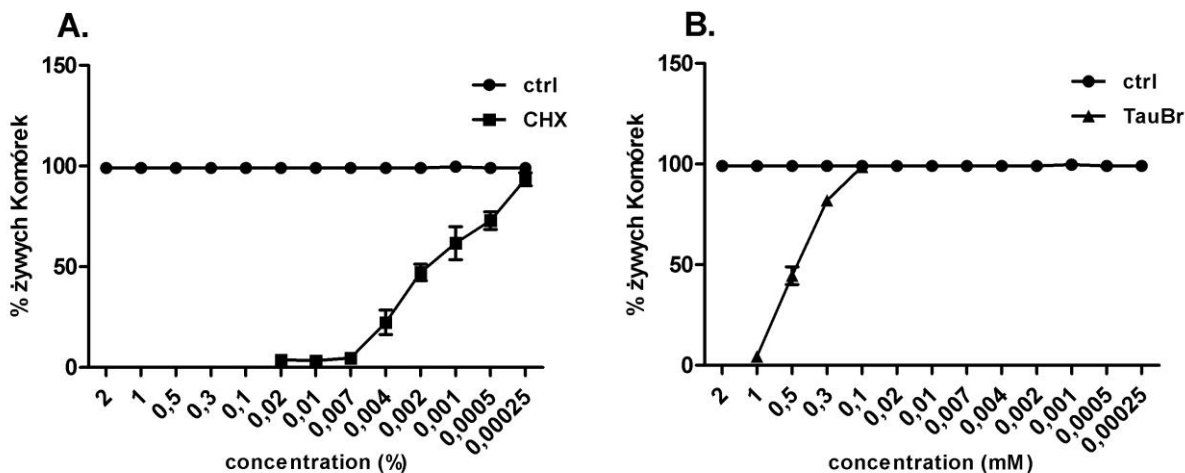 A.
150
100
50
0
% żywych Komórek
ctrl
CHX
2 1 0,5 0,3 0,1 0,02 0,01 0,007 0,004 0,002 0,001 0,0005 0,00025
concentration (%)
B.
150
100
50
0
% żywych Komórek
ctrl
TauBr
2 1 0,5 0,3 0,1 0,02 0,01 0,007 0,004 0,002 0,001 0,0005 0,00025
concentration (mM)